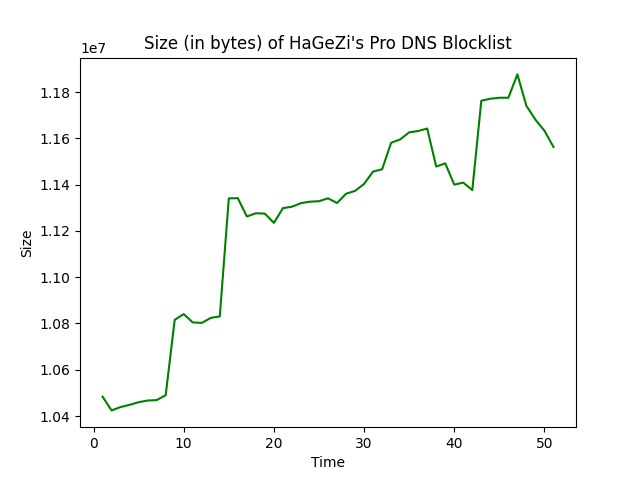 Size (in bytes) of HaGeZi's Pro DNS Blocklist
1e7
1.18
1.16
1.14
1.12
1.10
1.08
1.06
1.04
Size
0 10 20 30 40 50
Time